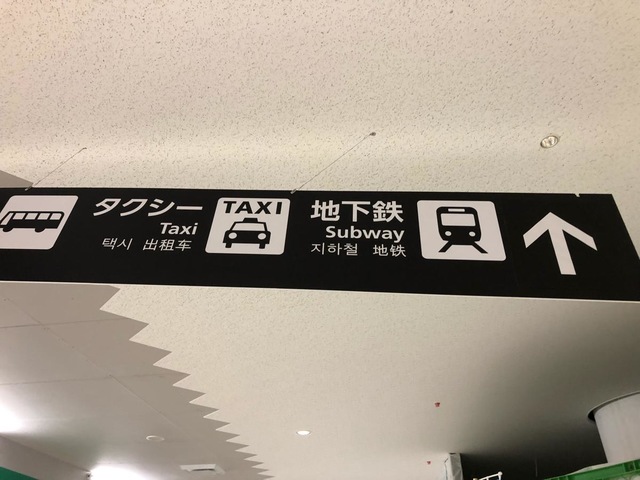 タクシー
Taxi
택시 出租车
TAXI
地下鉄
Subway
지하철 地铁